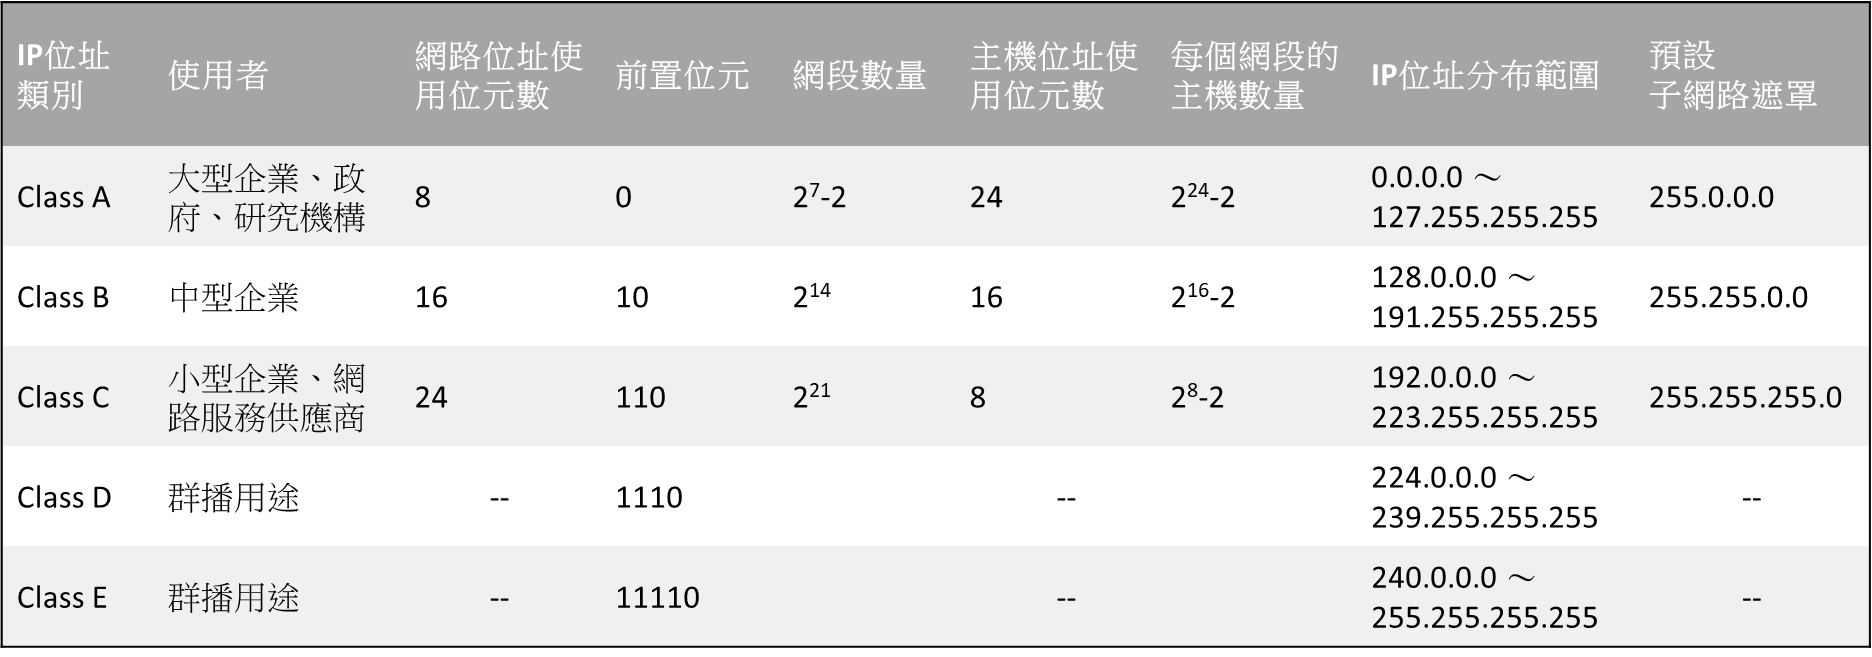 IP位址類別 使用者 網路位址使用位元數 前置位元 網段數量 主機位址使用位元數 每個網段的主機數量 IP位址分布範圍 預設子網路遮罩
Class A 大型企業、政府、研究機構 8 0 2⁷-2 24 2²⁴-2 0.0.0.0 ～ 127.255.255.255 255.0.0.0
Class B 中型企業 16 10 2¹⁴ 16 2¹⁶-2 128.0.0.0 ～ 191.255.255.255 255.255.0.0
Class C 小型企業、網路服務供應商 24 110 2²¹ 8 2⁸-2 192.0.0.0 ～ 223.255.255.255 255.255.255.0
Class D 群播用途 -- 1110 -- 224.0.0.0 ～ 239.255.255.255 --
Class E 群播用途 -- 11110 -- 240.0.0.0 ～ 255.255.255.255 --